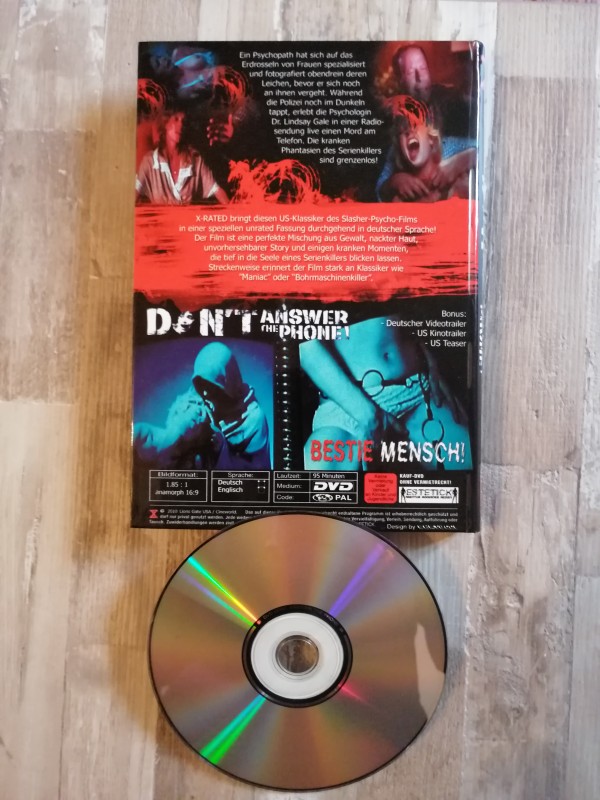 Ein Psychopath hat sich auf das
Erdrosseln von Frauen spezialisiert
und fotografiert obendrein deren
Leichen, bevor er sich noch
an ihnen vergeht. Während
die Polizei noch im Dunkeln
tappt, erlebt die Psychologin
Dr. Lindsay Gale in einer Radio-
sendung live einen Mord am
Telefon. Die kranken
Phantasien des Serienkillers
sind grenzenlos!
X-RATED bringt diesen US-Klassiker des Slasher-Psycho-Films
in einer speziellen unrated Fassung durchgehend in deutscher Sprache!
Der Film ist eine perfekte Mischung aus Gewalt, nackter Haut,
unvorhersehbarer Story und einigen kranken Momenten,
die tief in die Seele eines Serienkillers blicken lassen.
Streckenweise erinnert der Film stark an Klassiker wie
"Maniac" oder "Bohrmaschinenkiller".
DON'T ANSWER
THE PHONE!
Bonus:
- Deutscher Videotrailer
- US Kinotrailer
- US Teaser
BESTIE MENSCH!
Bildformat:
1.85 : 1
anamorph 16:9
Sprache:
Deutsch
Englisch
Laufzeit: 95 Minuten
Medium: DVD
Code: PAL
KAUF-DVD
OHNE VERMIETRECHT!
ESTETICK
Design by